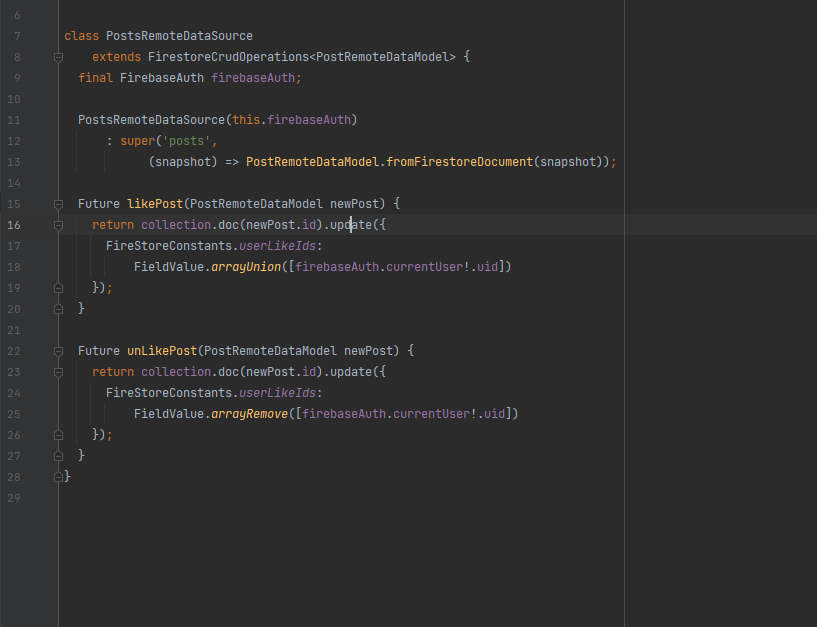 6
7 class PostsRemoteDataSource
8 extends FirestoreCrudOperations<PostRemoteDataModel> {
9 final FirebaseAuth firebaseAuth;
10
11 PostsRemoteDataSource(this.firebaseAuth)
12 : super('posts',
13 (snapshot) => PostRemoteDataModel.fromFirestoreDocument(snapshot));
14
15 Future likePost(PostRemoteDataModel newPost) {
16 return collection.doc(newPost.id).update({
17 FireStoreConstants.userLikeIds:
18 FieldValue.arrayUnion([firebaseAuth.currentUser!.uid])
19 });
20 }
21
22 Future unLikePost(PostRemoteDataModel newPost) {
23 return collection.doc(newPost.id).update({
24 FireStoreConstants.userLikeIds:
25 FieldValue.arrayRemove([firebaseAuth.currentUser!.uid])
26 });
27 }
28 }
29